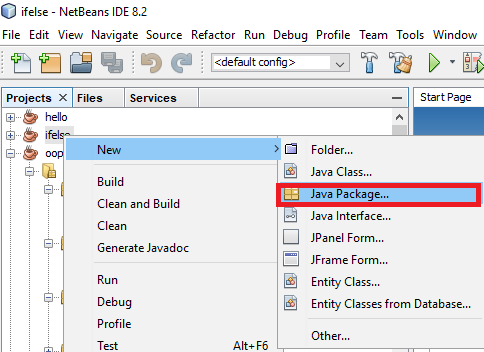 ifelse - NetBeans IDE 8.2
File Edit View Navigate Source Refactor Run Debug Profile Team Tools
<default config>
Projects Files Services Start Page
hello
ifelse
oop
New
Build
Clean and Build
Clean
Generate Javadoc
Run
Debug
Profile
Test Alt+F6
Folder...
Java Class...
Java Package...
Java Interface...
JPanel Form...
JFrame Form...
Entity Class...
Entity Classes from Database...
Other...